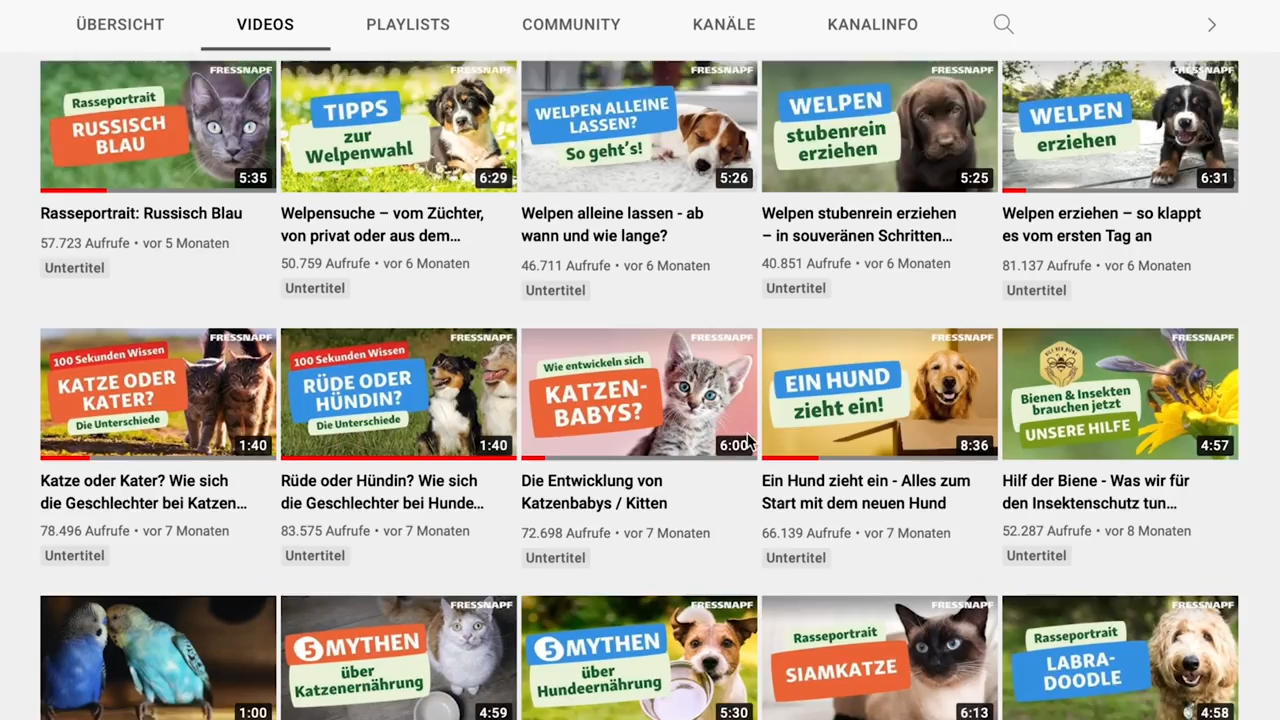 ÜBERSICHT VIDEOS PLAYLISTS COMMUNITY KANÄLE KANALINFO
FRESSNAPF
Rasseportrait
RUSSISCH
BLAU
5:35
Rasseportrait: Russisch Blau
57.723 Aufrufe • vor 5 Monaten
Untertitel
FRESSNAPF
TIPPS
zur
Welpenwahl
6:29
Welpensuche – vom Züchter,
von privat oder aus dem...
50.759 Aufrufe • vor 6 Monaten
Untertitel
FRESSNAPF
WELPEN ALLEINE
LASSEN?
So geht's!
5:26
Welpen alleine lassen - ab
wann und wie lange?
46.711 Aufrufe • vor 6 Monaten
Untertitel
FRESSNAPF
WELPEN
stubenrein
erziehen
5:25
Welpen stubenrein erziehen
– in souveränen Schritten...
40.851 Aufrufe • vor 6 Monaten
Untertitel
FRESSNAPF
WELPEN
erziehen
6:31
Welpen erziehen – so klappt
es vom ersten Tag an
81.137 Aufrufe • vor 6 Monaten
Untertitel
FRESSNAPF
100 Sekunden Wissen
KATZE ODER
KATER?
Die Unterschiede
1:40
Katze oder Kater? Wie sich
die Geschlechter bei Katzen...
78.496 Aufrufe • vor 7 Monaten
Untertitel
FRESSNAPF
100 Sekunden Wissen
RÜDE ODER
HÜNDIN?
Die Unterschiede
1:40
Rüde oder Hündin? Wie sich
die Geschlechter bei Hunde...
83.575 Aufrufe • vor 7 Monaten
Untertitel
FRESSNAPF
Wie entwickeln sich
KATZEN-
BABYS?
6:00
Die Entwicklung von
Katzenbabys / Kitten
72.698 Aufrufe • vor 7 Monaten
Untertitel
FRESSNAPF
EIN HUND
zieht ein!
8:36
Ein Hund zieht ein - Alles zum
Start mit dem neuen Hund
66.139 Aufrufe • vor 7 Monaten
Untertitel
FRESSNAPF
HILF DER BIENE
Bienen & Insekten
brauchen jetzt
UNSERE HILFE
4:57
Hilf der Biene - Was wir für
den Insektenschutz tun...
52.287 Aufrufe • vor 8 Monaten
Untertitel
1:00
FRESSNAPF
5 MYTHEN
über
Katzenernährung
4:59
FRESSNAPF
5 MYTHEN
über
Hundeernährung
5:30
FRESSNAPF
Rasseportrait
SIAMKATZE
6:13
FRESSNAPF
Rasseportrait
LABRA-
DOODLE
4:58